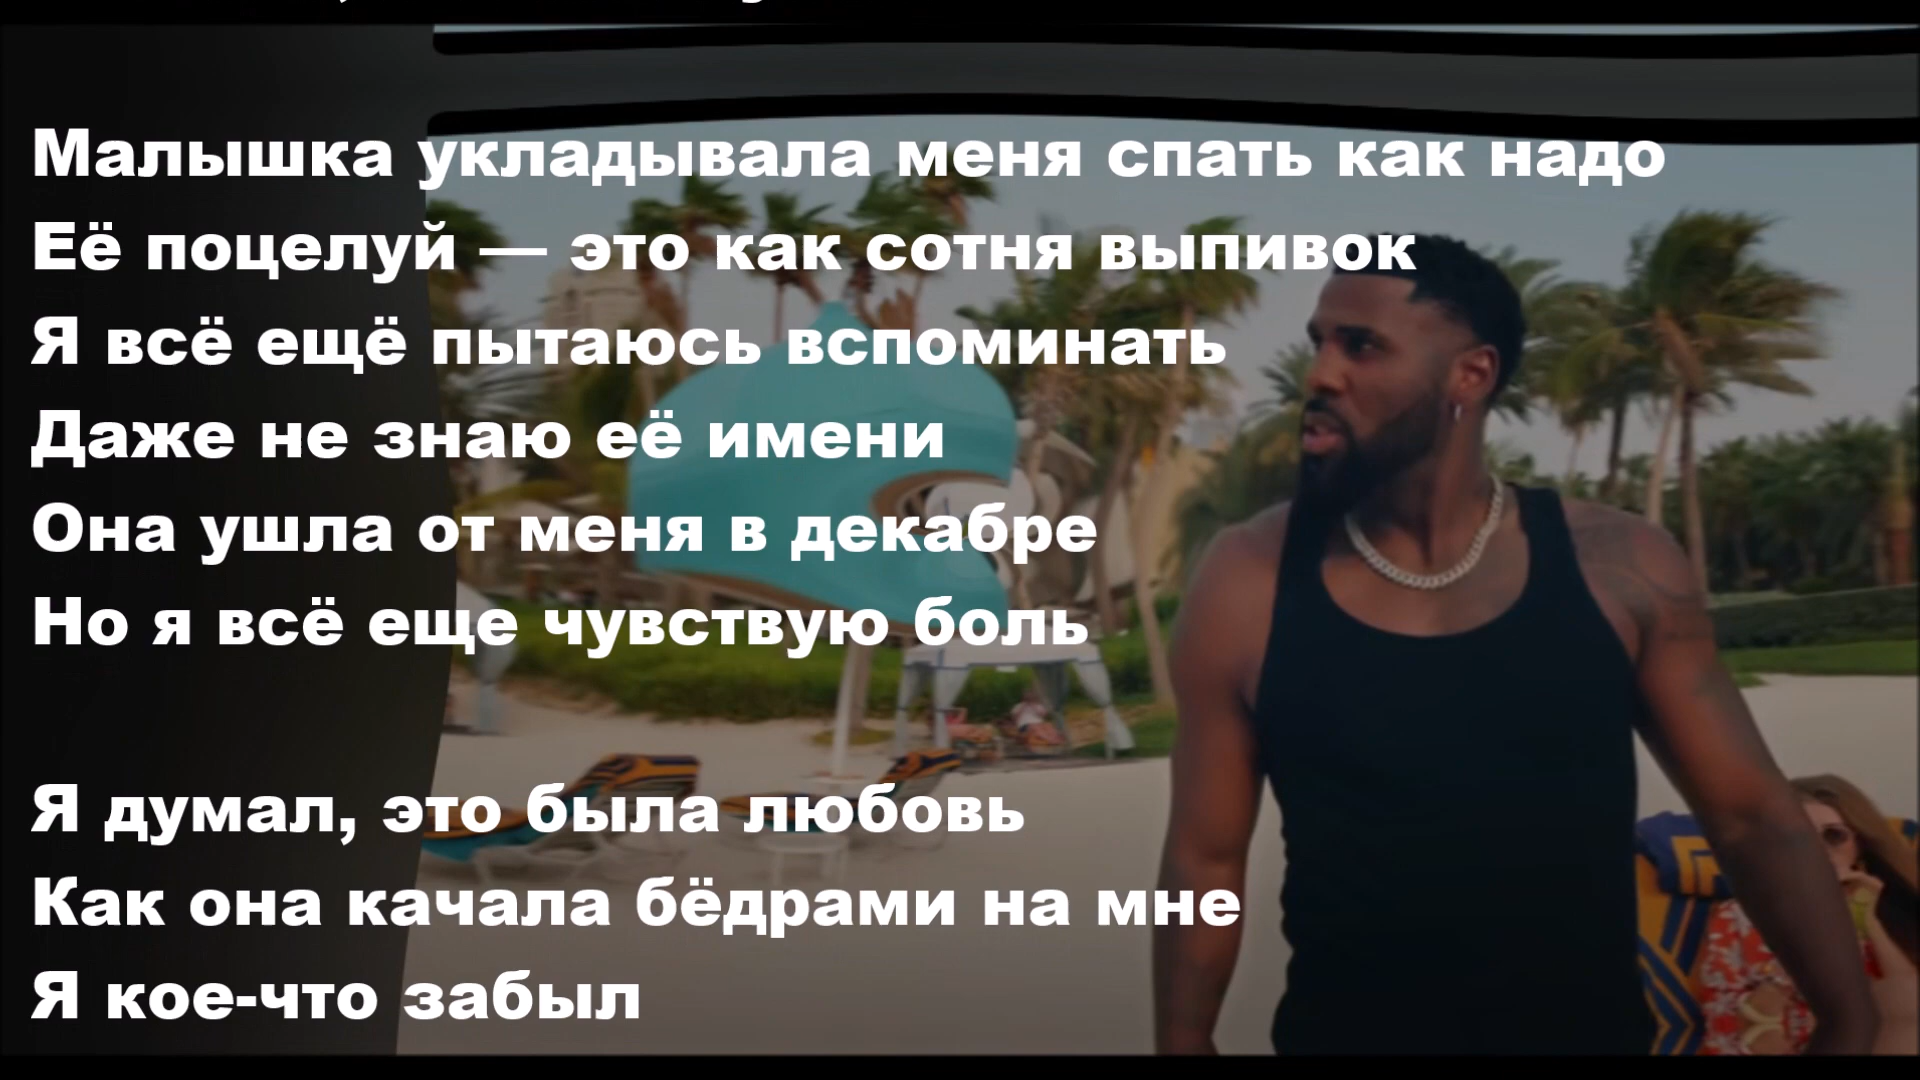 Малышка укладывала меня спать как надо
Её поцелуй — это как сотня выпивок
Я всё ещё пытаюсь вспоминать
Даже не знаю её имени
Она ушла от меня в декабре
Но я всё еще чувствую боль
Я думал, это была любовь
Как она качала бёдрами на мне
Я кое-что забыл